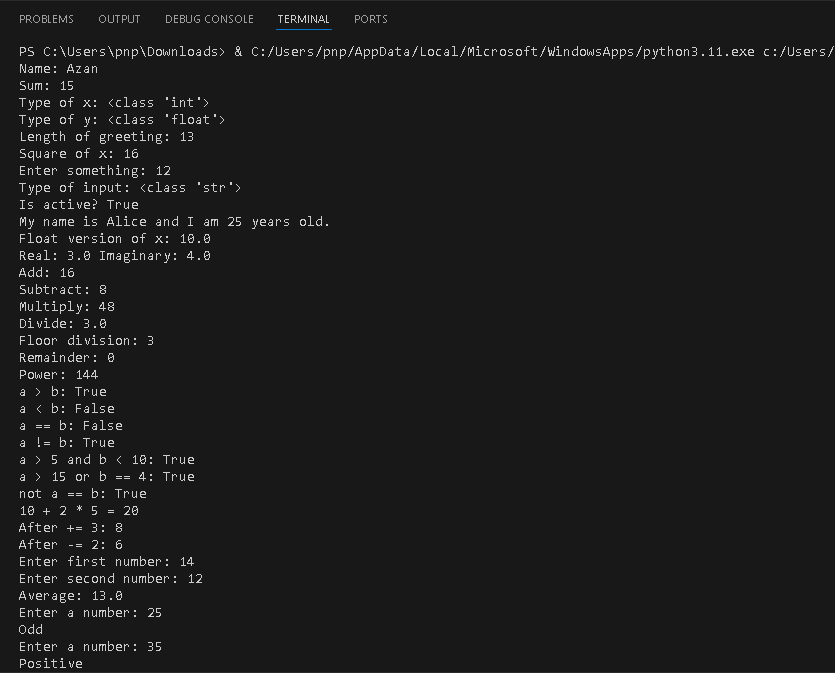 PROBLEMS OUTPUT DEBUG CONSOLE TERMINAL PORTS
PS C:\Users\pnp\Downloads> & C:/Users/pnp/AppData/Local/Microsoft/WindowsApps/python3.11.exe c:/Users/
Name: Azan
Sum: 15
Type of x: <class 'int'>
Type of y: <class 'float'>
Length of greeting: 13
Square of x: 16
Enter something: 12
Type of input: <class 'str'>
Is active? True
My name is Alice and I am 25 years old.
Float version of x: 10.0
Real: 3.0 Imaginary: 4.0
Add: 16
Subtract: 8
Multiply: 48
Divide: 3.0
Floor division: 3
Remainder: 0
Power: 144
a > b: True
a < b: False
a == b: False
a != b: True
a > 5 and b < 10: True
a > 15 or b == 4: True
not a == b: True
10 + 2 * 5 = 20
After += 3: 8
After -= 2: 6
Enter first number: 14
Enter second number: 12
Average: 13.0
Enter a number: 25
Odd
Enter a number: 35
Positive